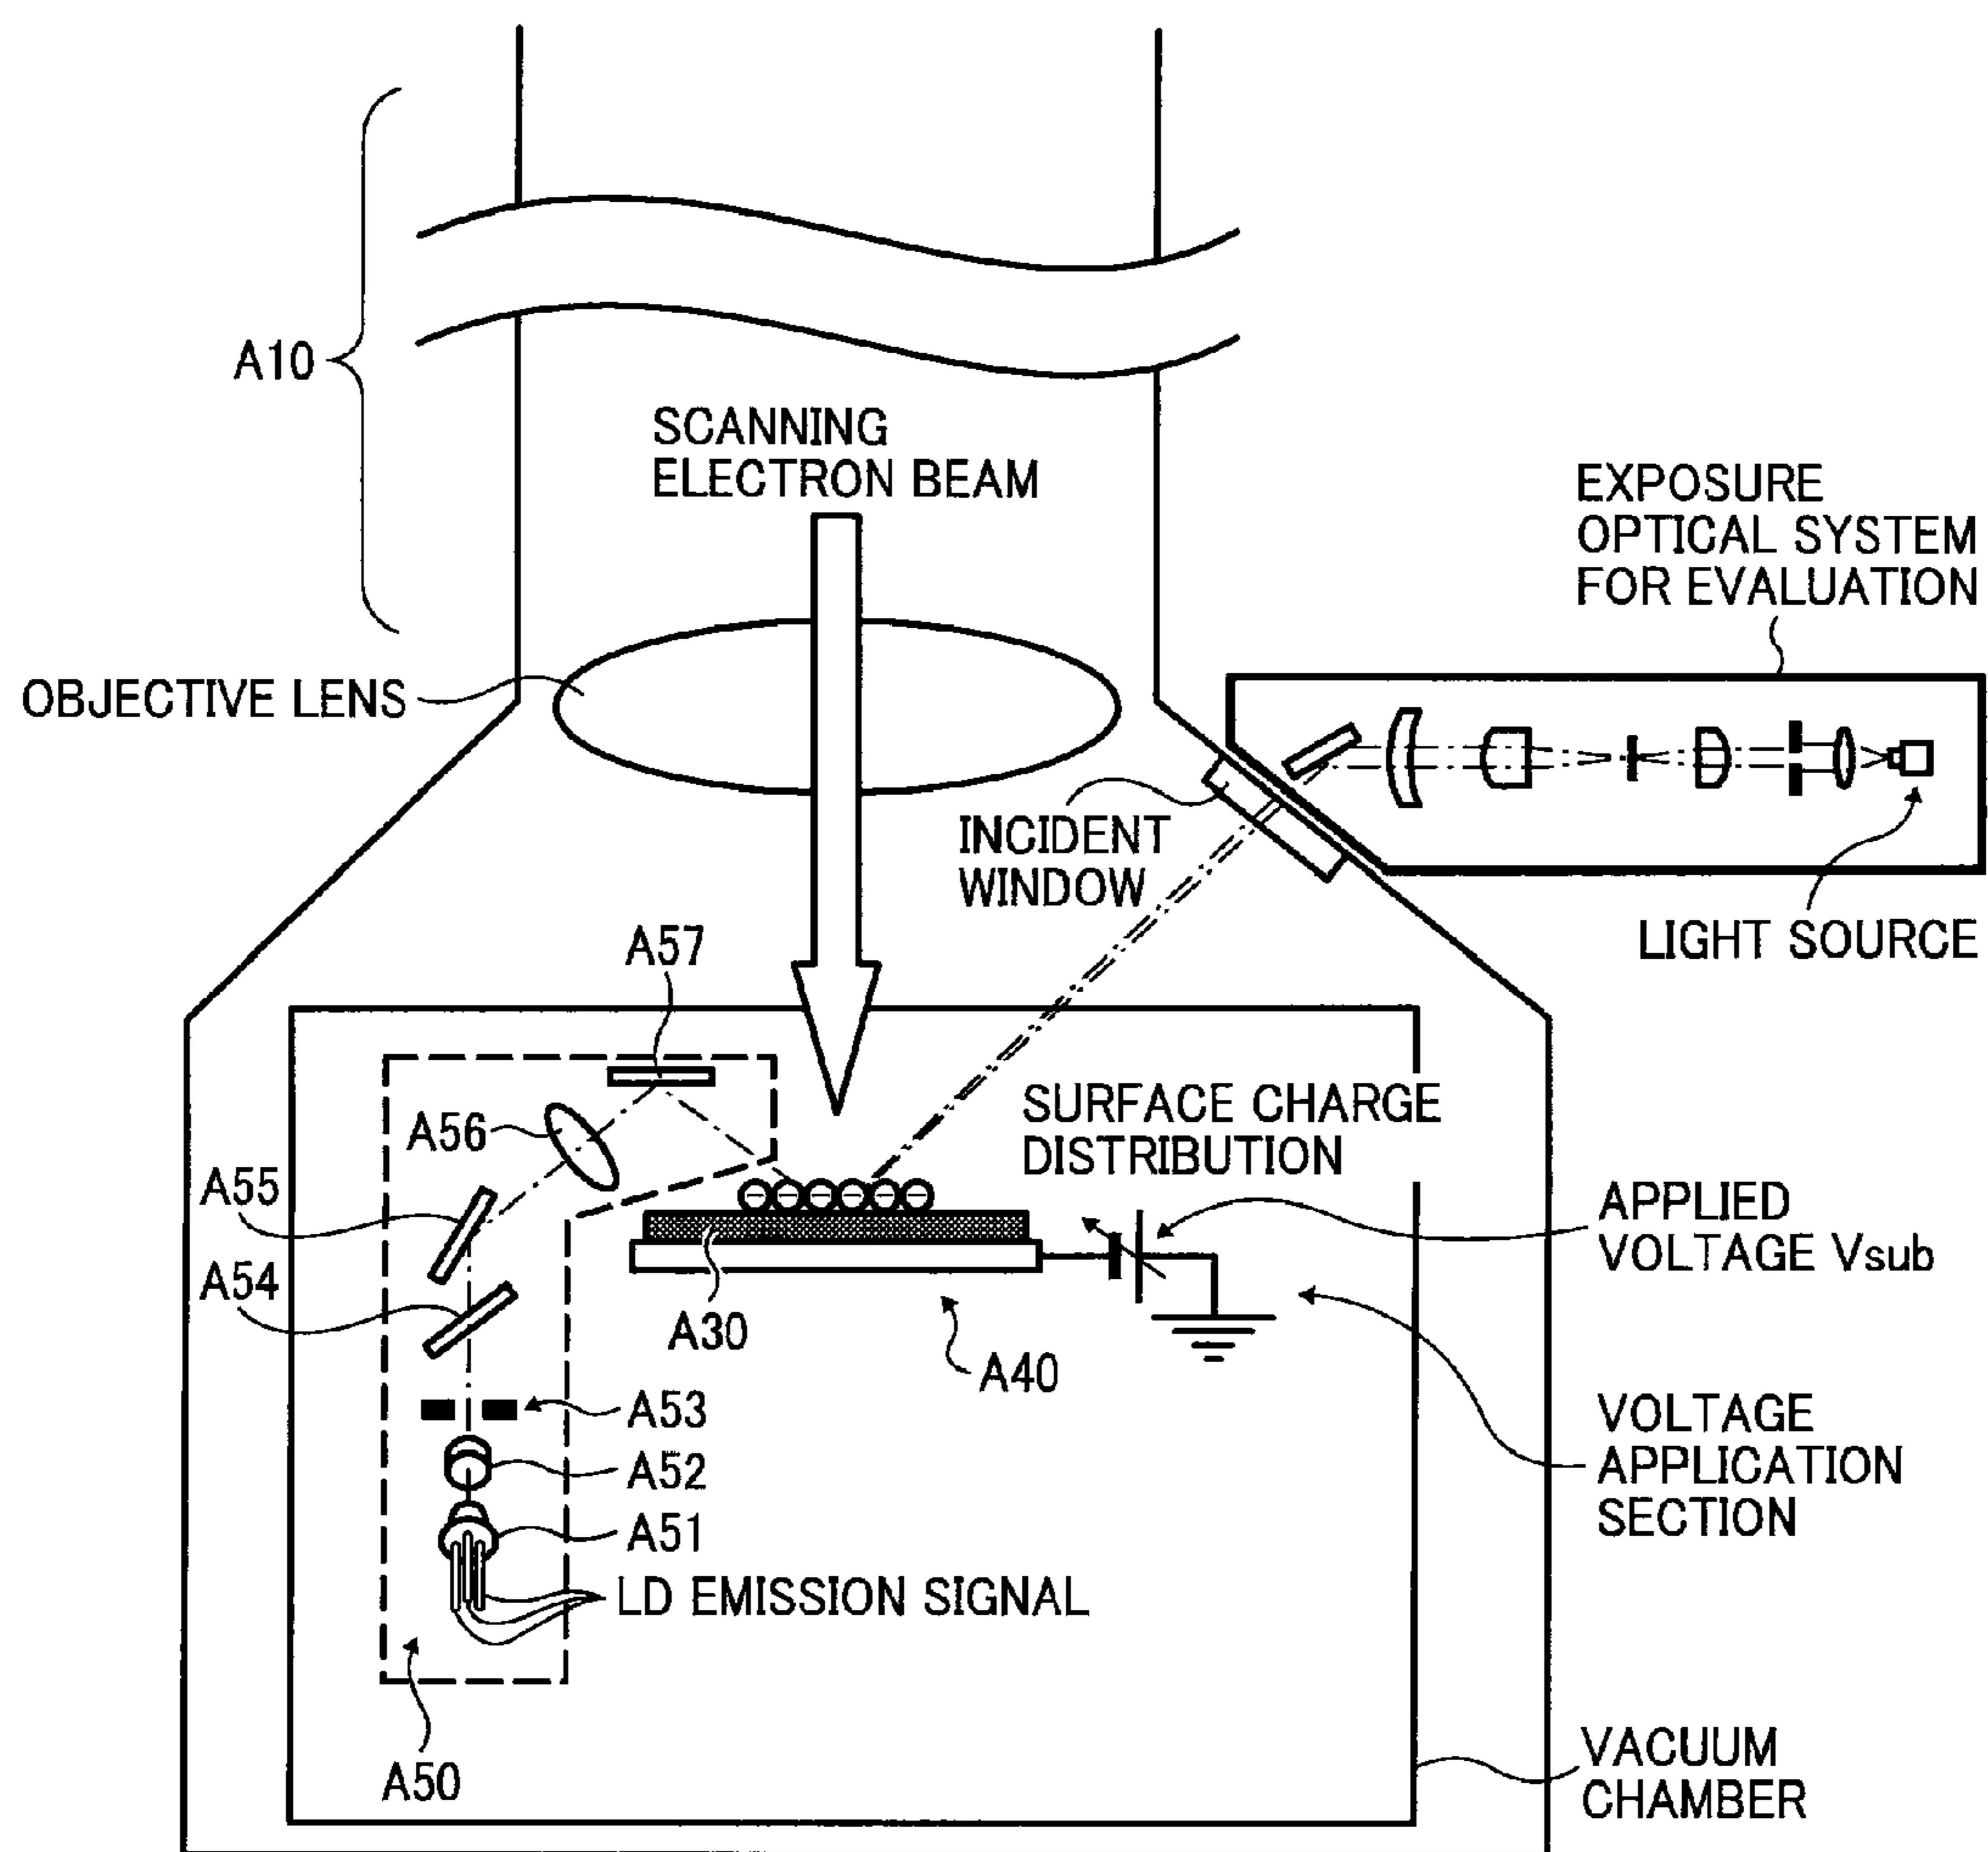 A10
SCANNING
ELECTRON BEAM
EXPOSURE
OPTICAL SYSTEM
FOR EVALUATION
OBJECTIVE LENS
INCIDENT
WINDOW
LIGHT SOURCE
A57
A56
SURFACE CHARGE
DISTRIBUTION
A55
APPLIED
VOLTAGE Vsub
A54
A30
A40
A53
VOLTAGE
APPLICATION
SECTION
A52
A51
LD EMISSION SIGNAL
A50
VACUUM
CHAMBER